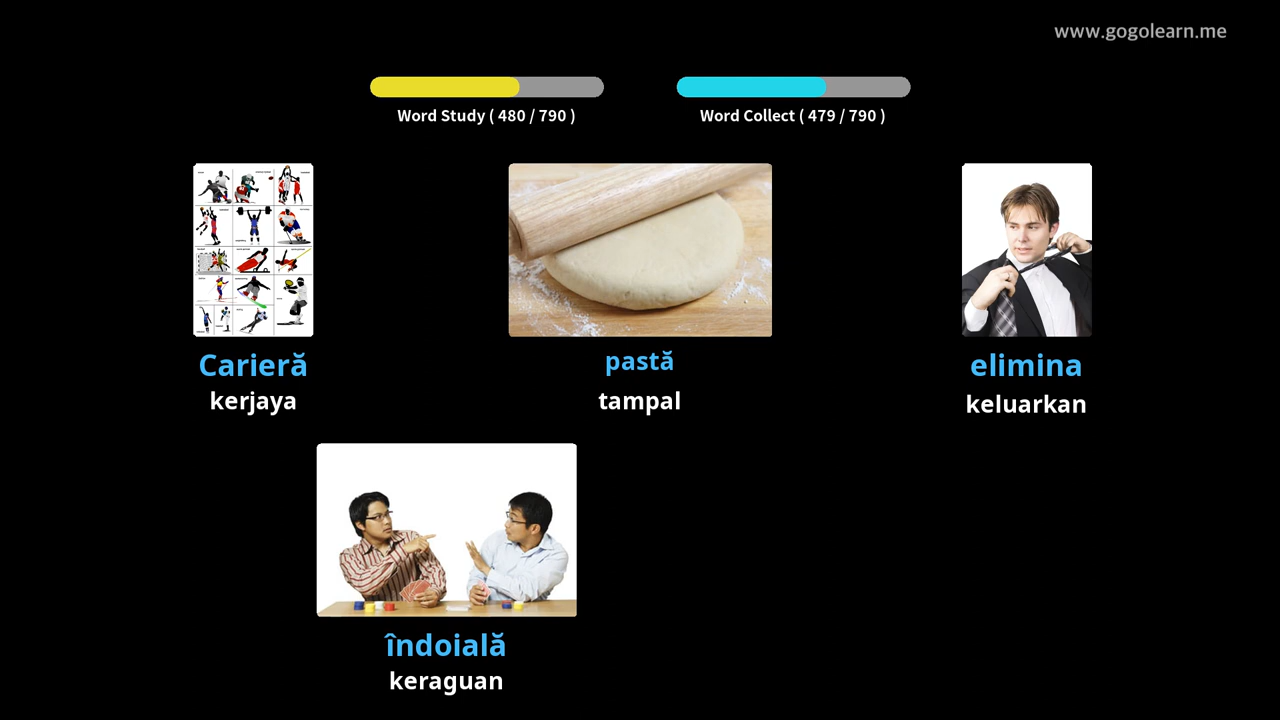 www.gogolearn.me
Word Study ( 480 / 790 )
Word Collect ( 479 / 790 )
Carieră
kerjaya
pastă
tampal
elimina
keluarkan
îndoială
keraguan